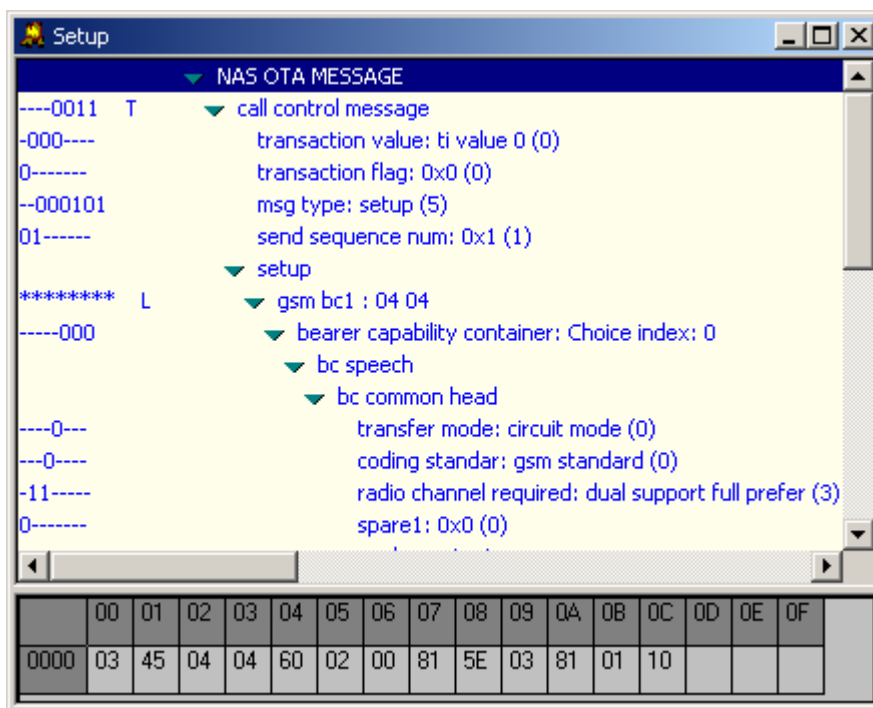 Setup
NAS OTA MESSAGE
----0011 T call control message
-000---- transaction value: ti value 0 (0)
0------- transaction flag: 0x0 (0)
--000101 msg type: setup (5)
01------ send sequence num: 0x1 (1)
setup
******** L gsm bc1 : 04 04
-----000 bearer capability container: Choice index: 0
bc speech
bc common head
----0--- transfer mode: circuit mode (0)
---0---- coding standar: gsm standard (0)
-11----- radio channel required: dual support full prefer (3)
0------- spare1: 0x0 (0)
00 01 02 03 04 05 06 07 08 09 0A 0B 0C 0D 0E 0F
0000 03 45 04 04 60 02 00 81 5E 03 81 01 10